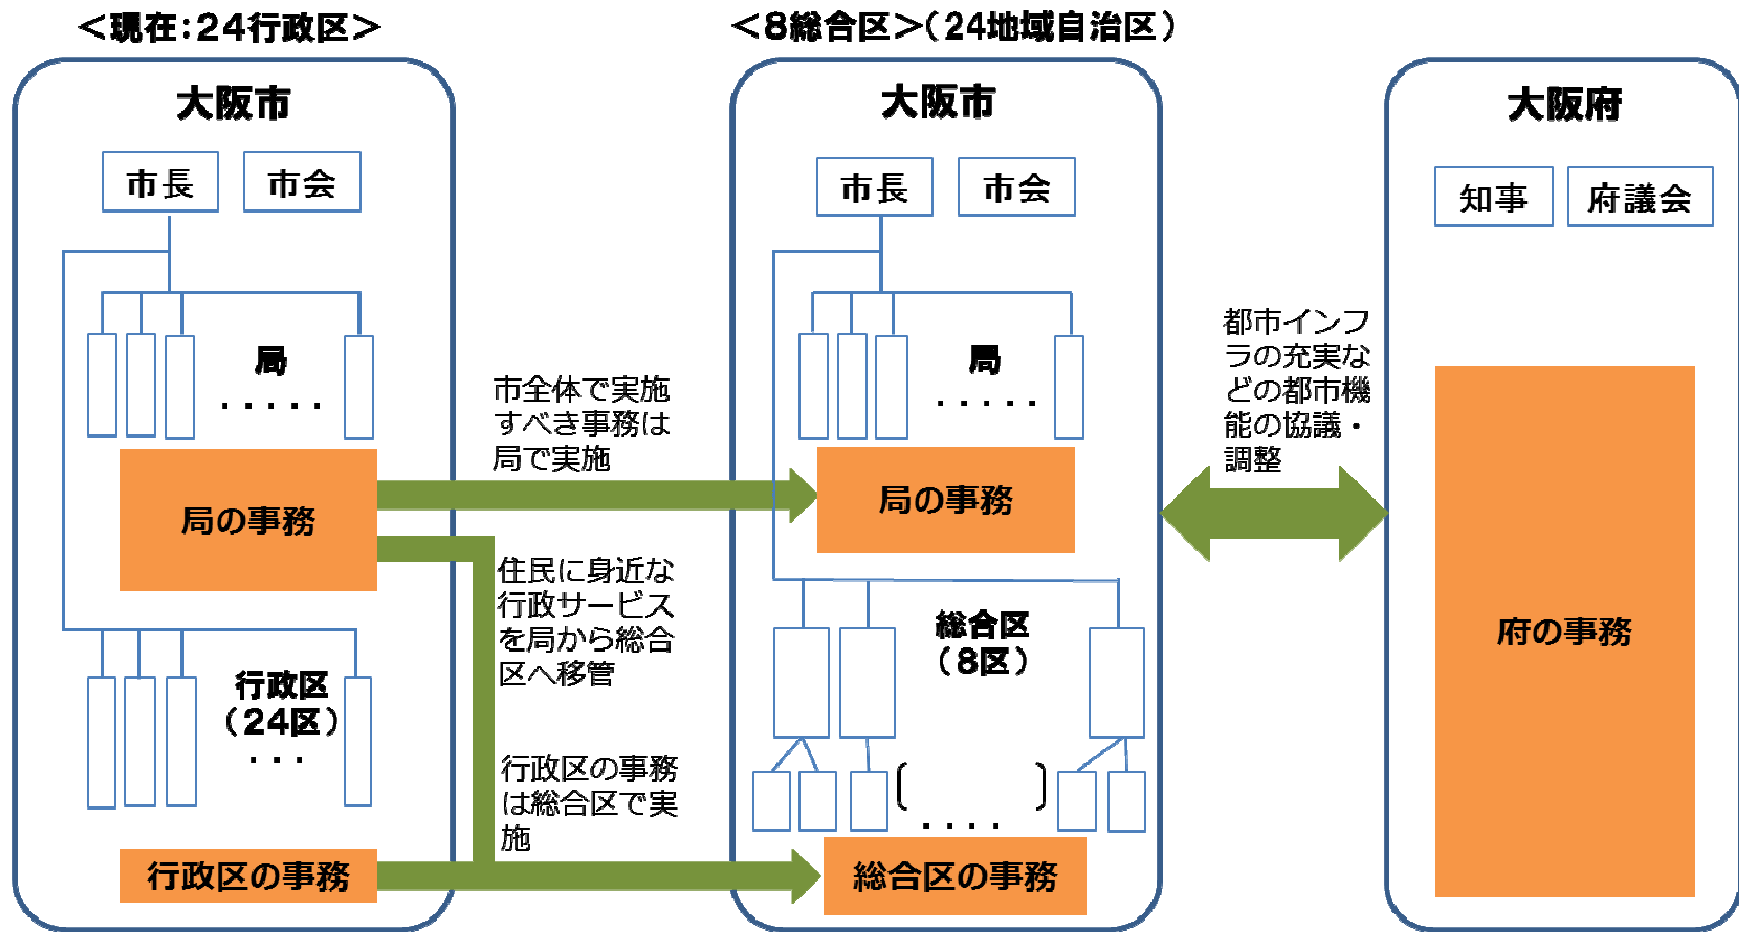 <現在:24行政区>
大阪市
市長
市会
局
・・・・・
局の事務
行政区
(24区)
・・・
行政区の事務
市全体で実施
すべき事務は
局で実施
住民に身近な
行政サービス
を局から総合
区へ移管
行政区の事務
は総合区で実
施
<8総合区>(24地域自治区)
大阪市
市長
市会
局
・・・・・
局の事務
総合区
(8区)
・・・・
総合区の事務
都市インフ
ラの充実な
どの都市機
能の協議・
調整
大阪府
知事
府議会
府の事務